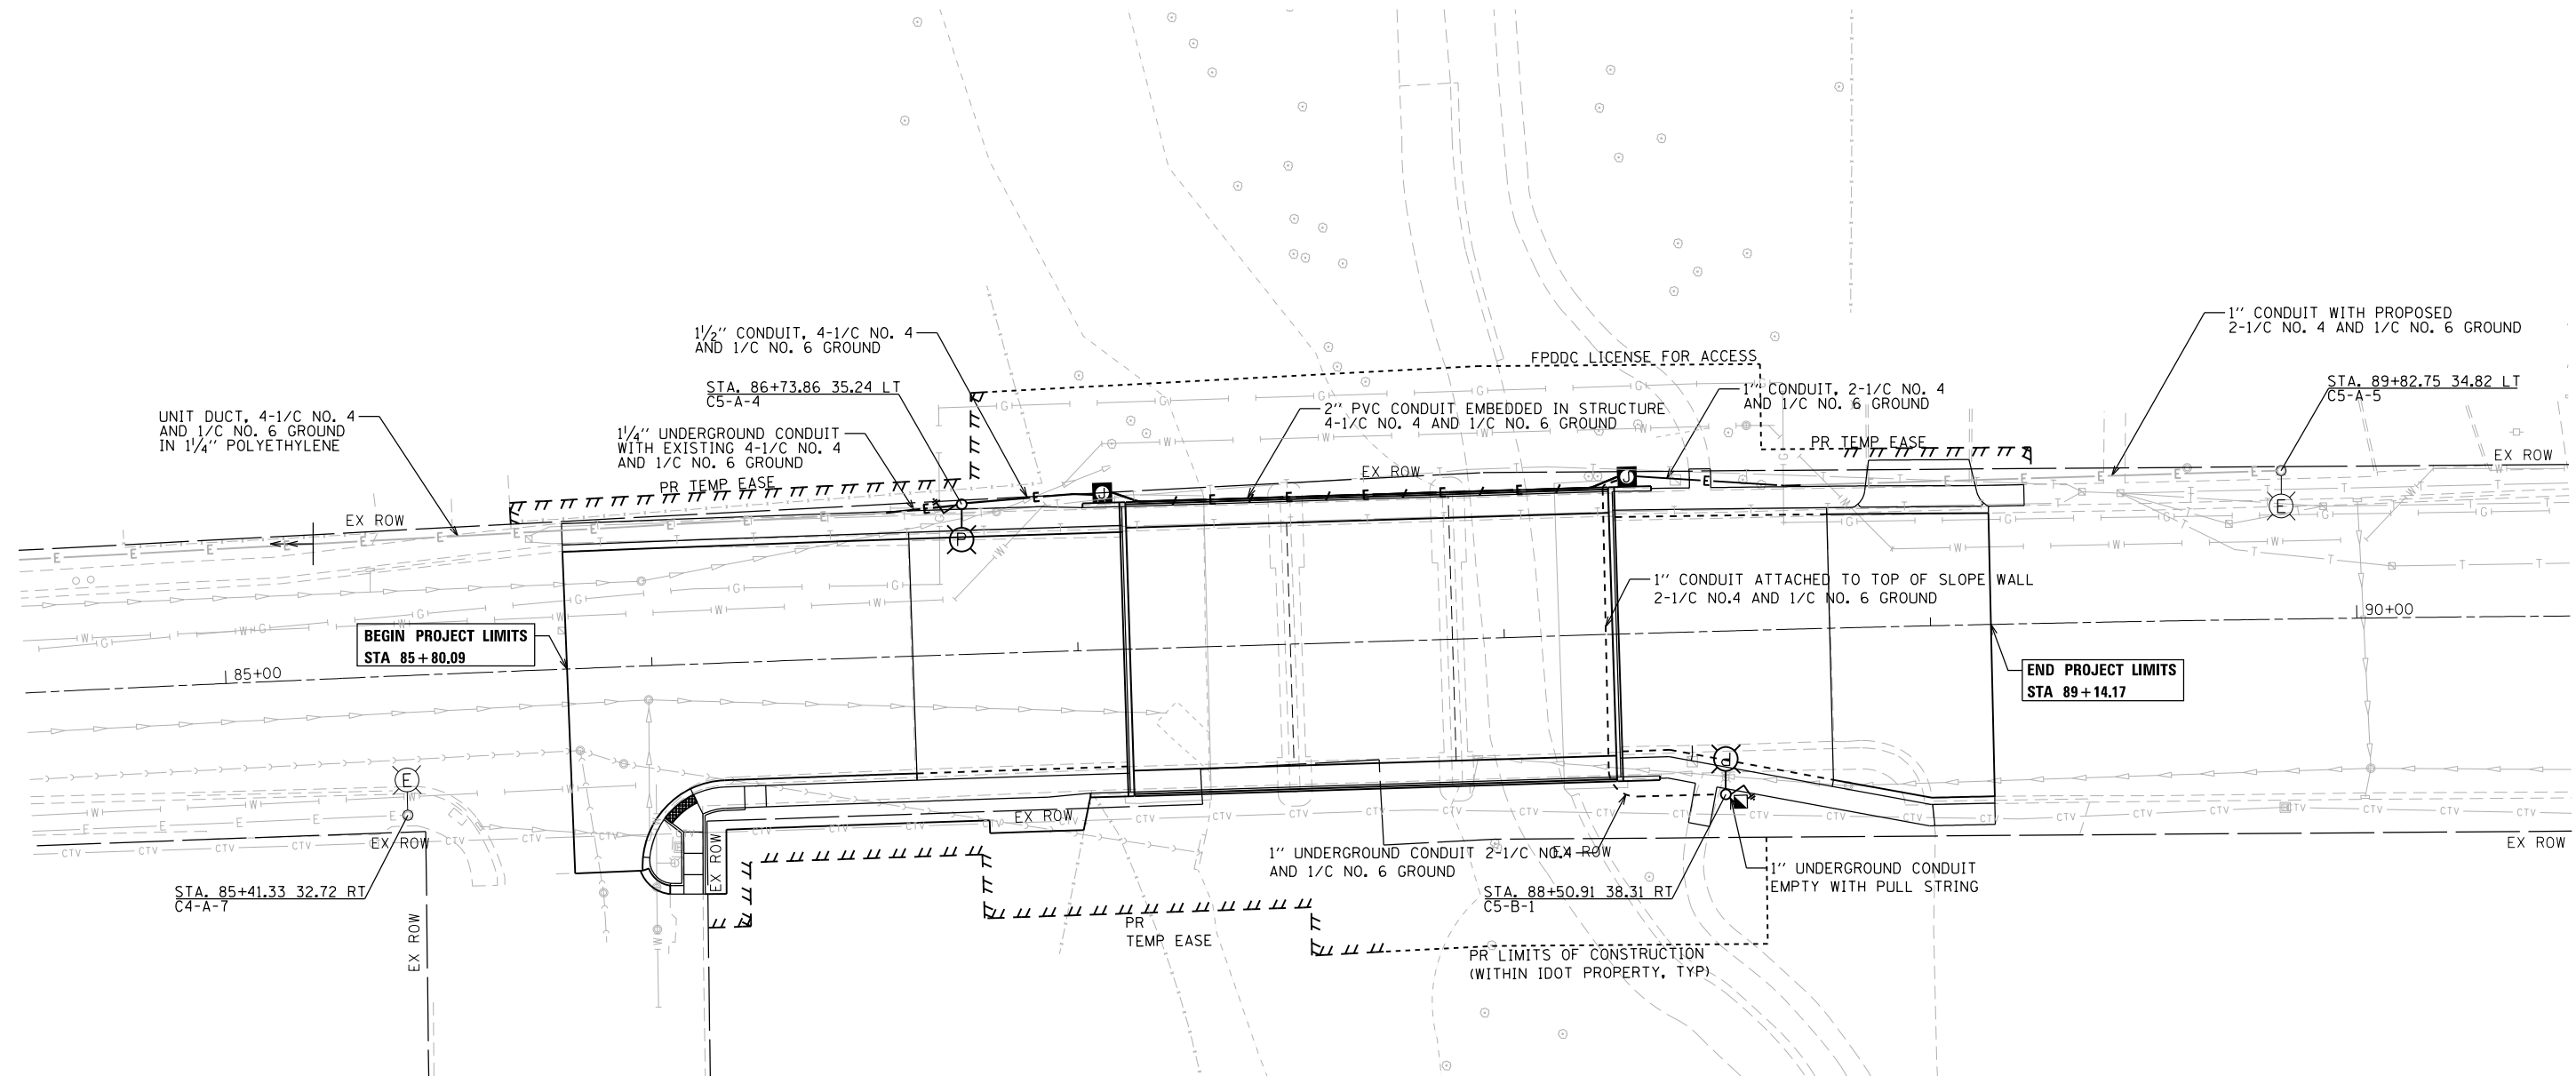 1½" CONDUIT, 4-1/C NO. 4
AND 1/C NO. 6 GROUND
STA. 86+73.86 35.24 LT
C5-A-4
UNIT DUCT, 4-1/C NO. 4
AND 1/C NO. 6 GROUND
IN 1¼" POLYETHYLENE
1¼" UNDERGROUND CONDUIT
WITH EXISTING 4-1/C NO. 4
AND 1/C NO. 6 GROUND
PR TEMP EASE
EX ROW
FPDDC LICENSE FOR ACCESS
2" PVC CONDUIT EMBEDDED IN STRUCTURE
4-1/C NO. 4 AND 1/C NO. 6 GROUND
EX ROW
1" CONDUIT, 2-1/C NO. 4
AND 1/C NO. 6 GROUND
PR TEMP EASE
1" CONDUIT WITH PROPOSED
2-1/C NO. 4 AND 1/C NO. 6 GROUND
STA. 89+82.75 34.82 LT
C5-A-5
EX ROW
P
J
J
E
1" CONDUIT ATTACHED TO TOP OF SLOPE WALL
2-1/C NO.4 AND 1/C NO. 6 GROUND
90+00
BEGIN PROJECT LIMITS
STA 85+80.09
85+00
END PROJECT LIMITS
STA 89+14.17
E
P
EX ROW
STA. 85+41.33 32.72 RT
C4-A-7
EX ROW
EX ROW
EX ROW
1" UNDERGROUND CONDUIT 2-1/C NO.4
AND 1/C NO. 6 GROUND
EX ROW
STA. 88+50.91 38.31 RT
C5-B-1
1" UNDERGROUND CONDUIT
EMPTY WITH PULL STRING
EX ROW
PR
TEMP EASE
PR LIMITS OF CONSTRUCTION
(WITHIN IDOT PROPERTY, TYP)